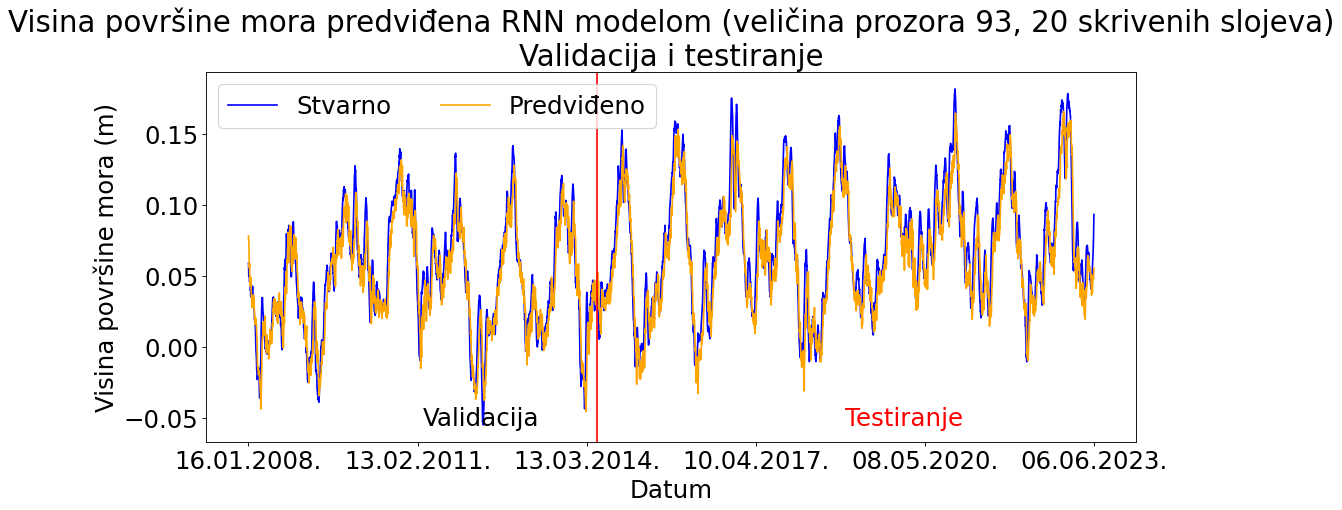 Visina površine mora predviđena RNN modelom (veličina prozora 93, 20 skrivenih slojeva)
Validacija i testiranje
Stvarno
Predviđeno
Visina površine mora (m)
0.15
0.10
0.05
0.00
−0.05
Validacija
Testiranje
16.01.2008.
13.02.2011.
13.03.2014.
10.04.2017.
08.05.2020.
06.06.2023.
Datum